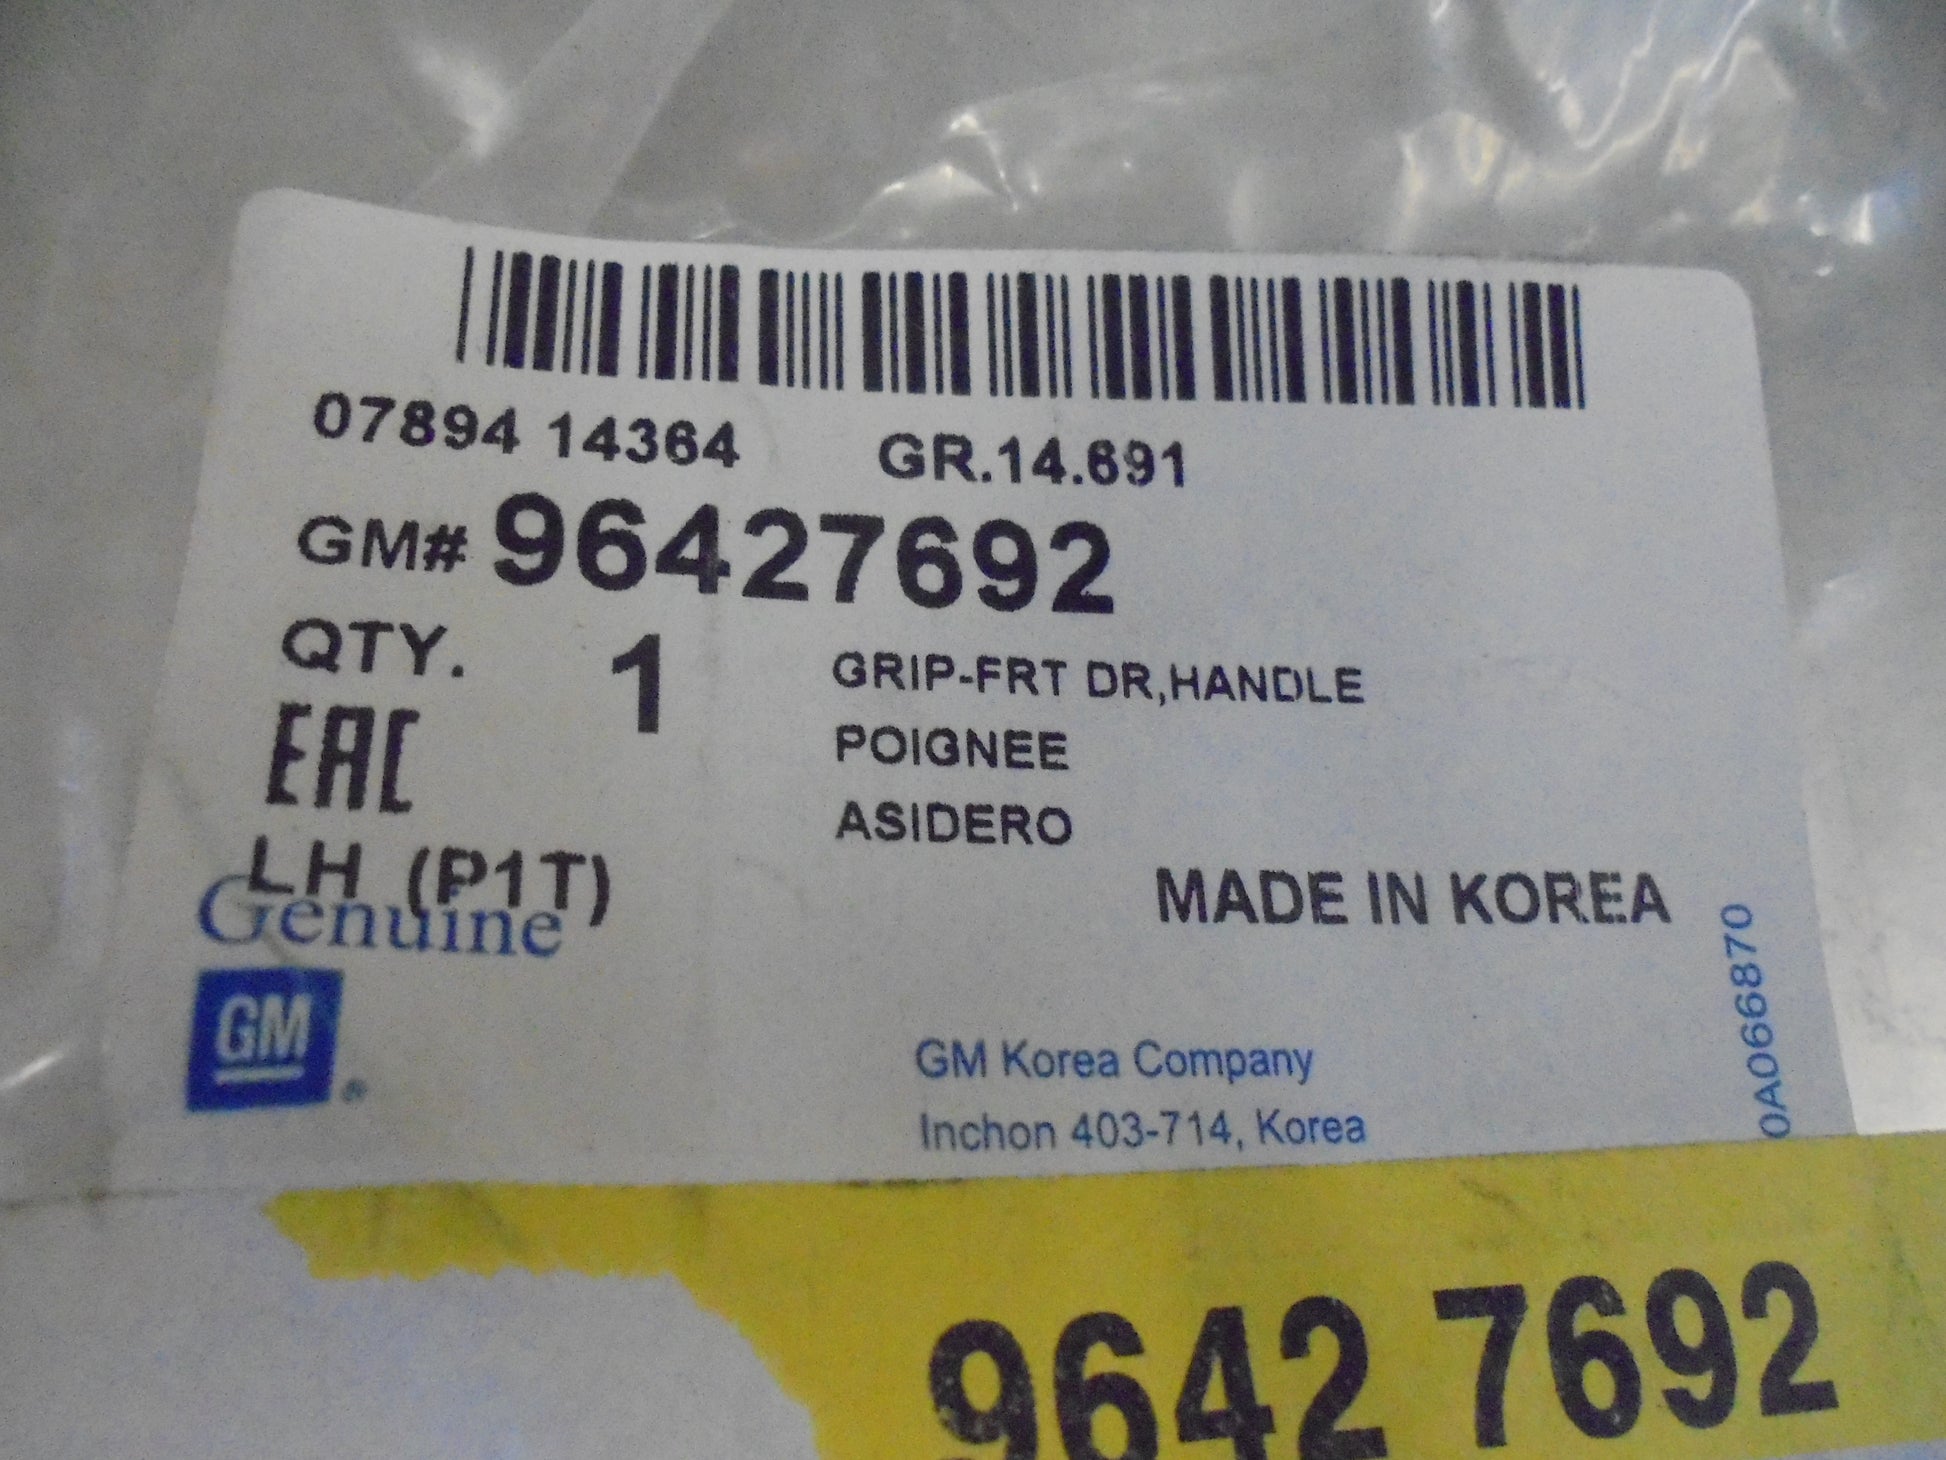 07894 14364 GR.14.691
GM# 96427692
QTY. 1 GRIP-FRT DR,HANDLE
EAC POIGNEE
ASIDERO
LH (P1T)
MADE IN KOREA
Genuine
GM ®
GM Korea Company
Inchon 403-714, Korea
0A066870
9642 7692